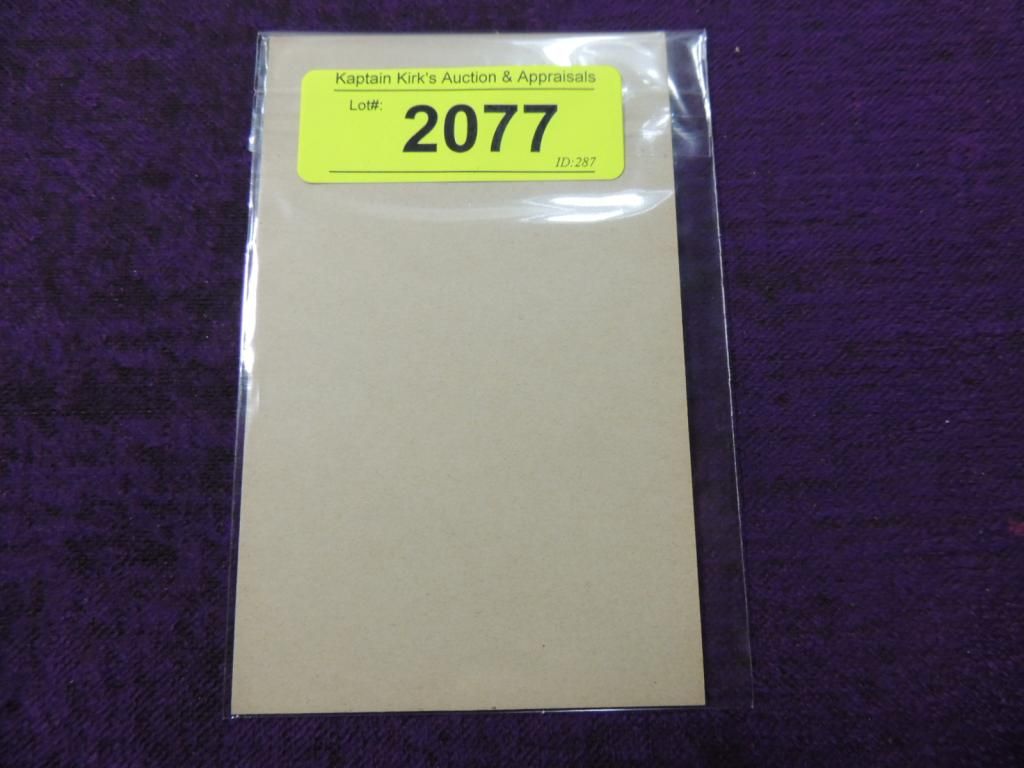 Kaptain Kirk's Auction & Appraisals
Lot#: 2077
ID:287